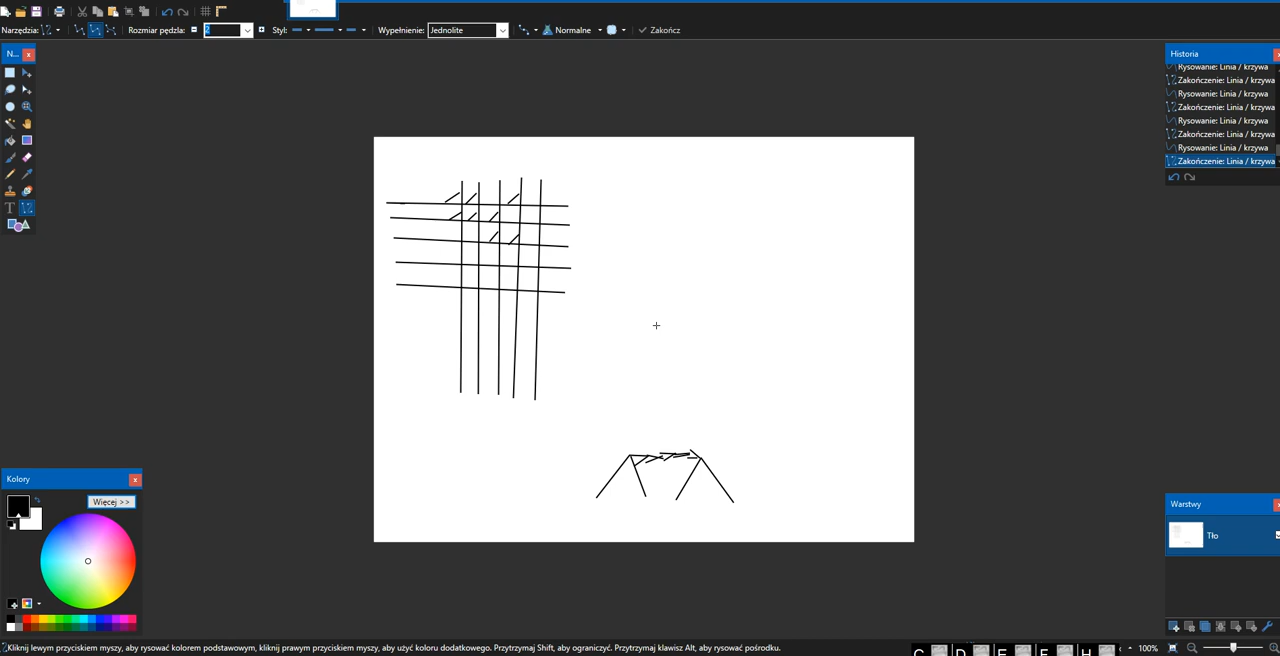 Narzędzia:
Rozmiar pędzla:
2
Styl:
Wypełnienie:
Jednolite
Normalne
Zakończ
N...
Historia
Rysowanie: Linia / krzywa
Zakończenie: Linia / krzywa
Rysowanie: Linia / krzywa
Zakończenie: Linia / krzywa
Rysowanie: Linia / krzywa
Zakończenie: Linia / krzywa
Rysowanie: Linia / krzywa
Zakończenie: Linia / krzywa
Kolory
Więcej >>
Warstwy
Tło
Kliknij lewym przyciskiem myszy, aby rysować kolorem podstawowym, kliknij prawym przyciskiem myszy, aby użyć koloru dodatkowego. Przytrzymaj Shift, aby ograniczyć. Przytrzymaj klawisz Alt, aby rysować pośrodku.
C D E F H
100%